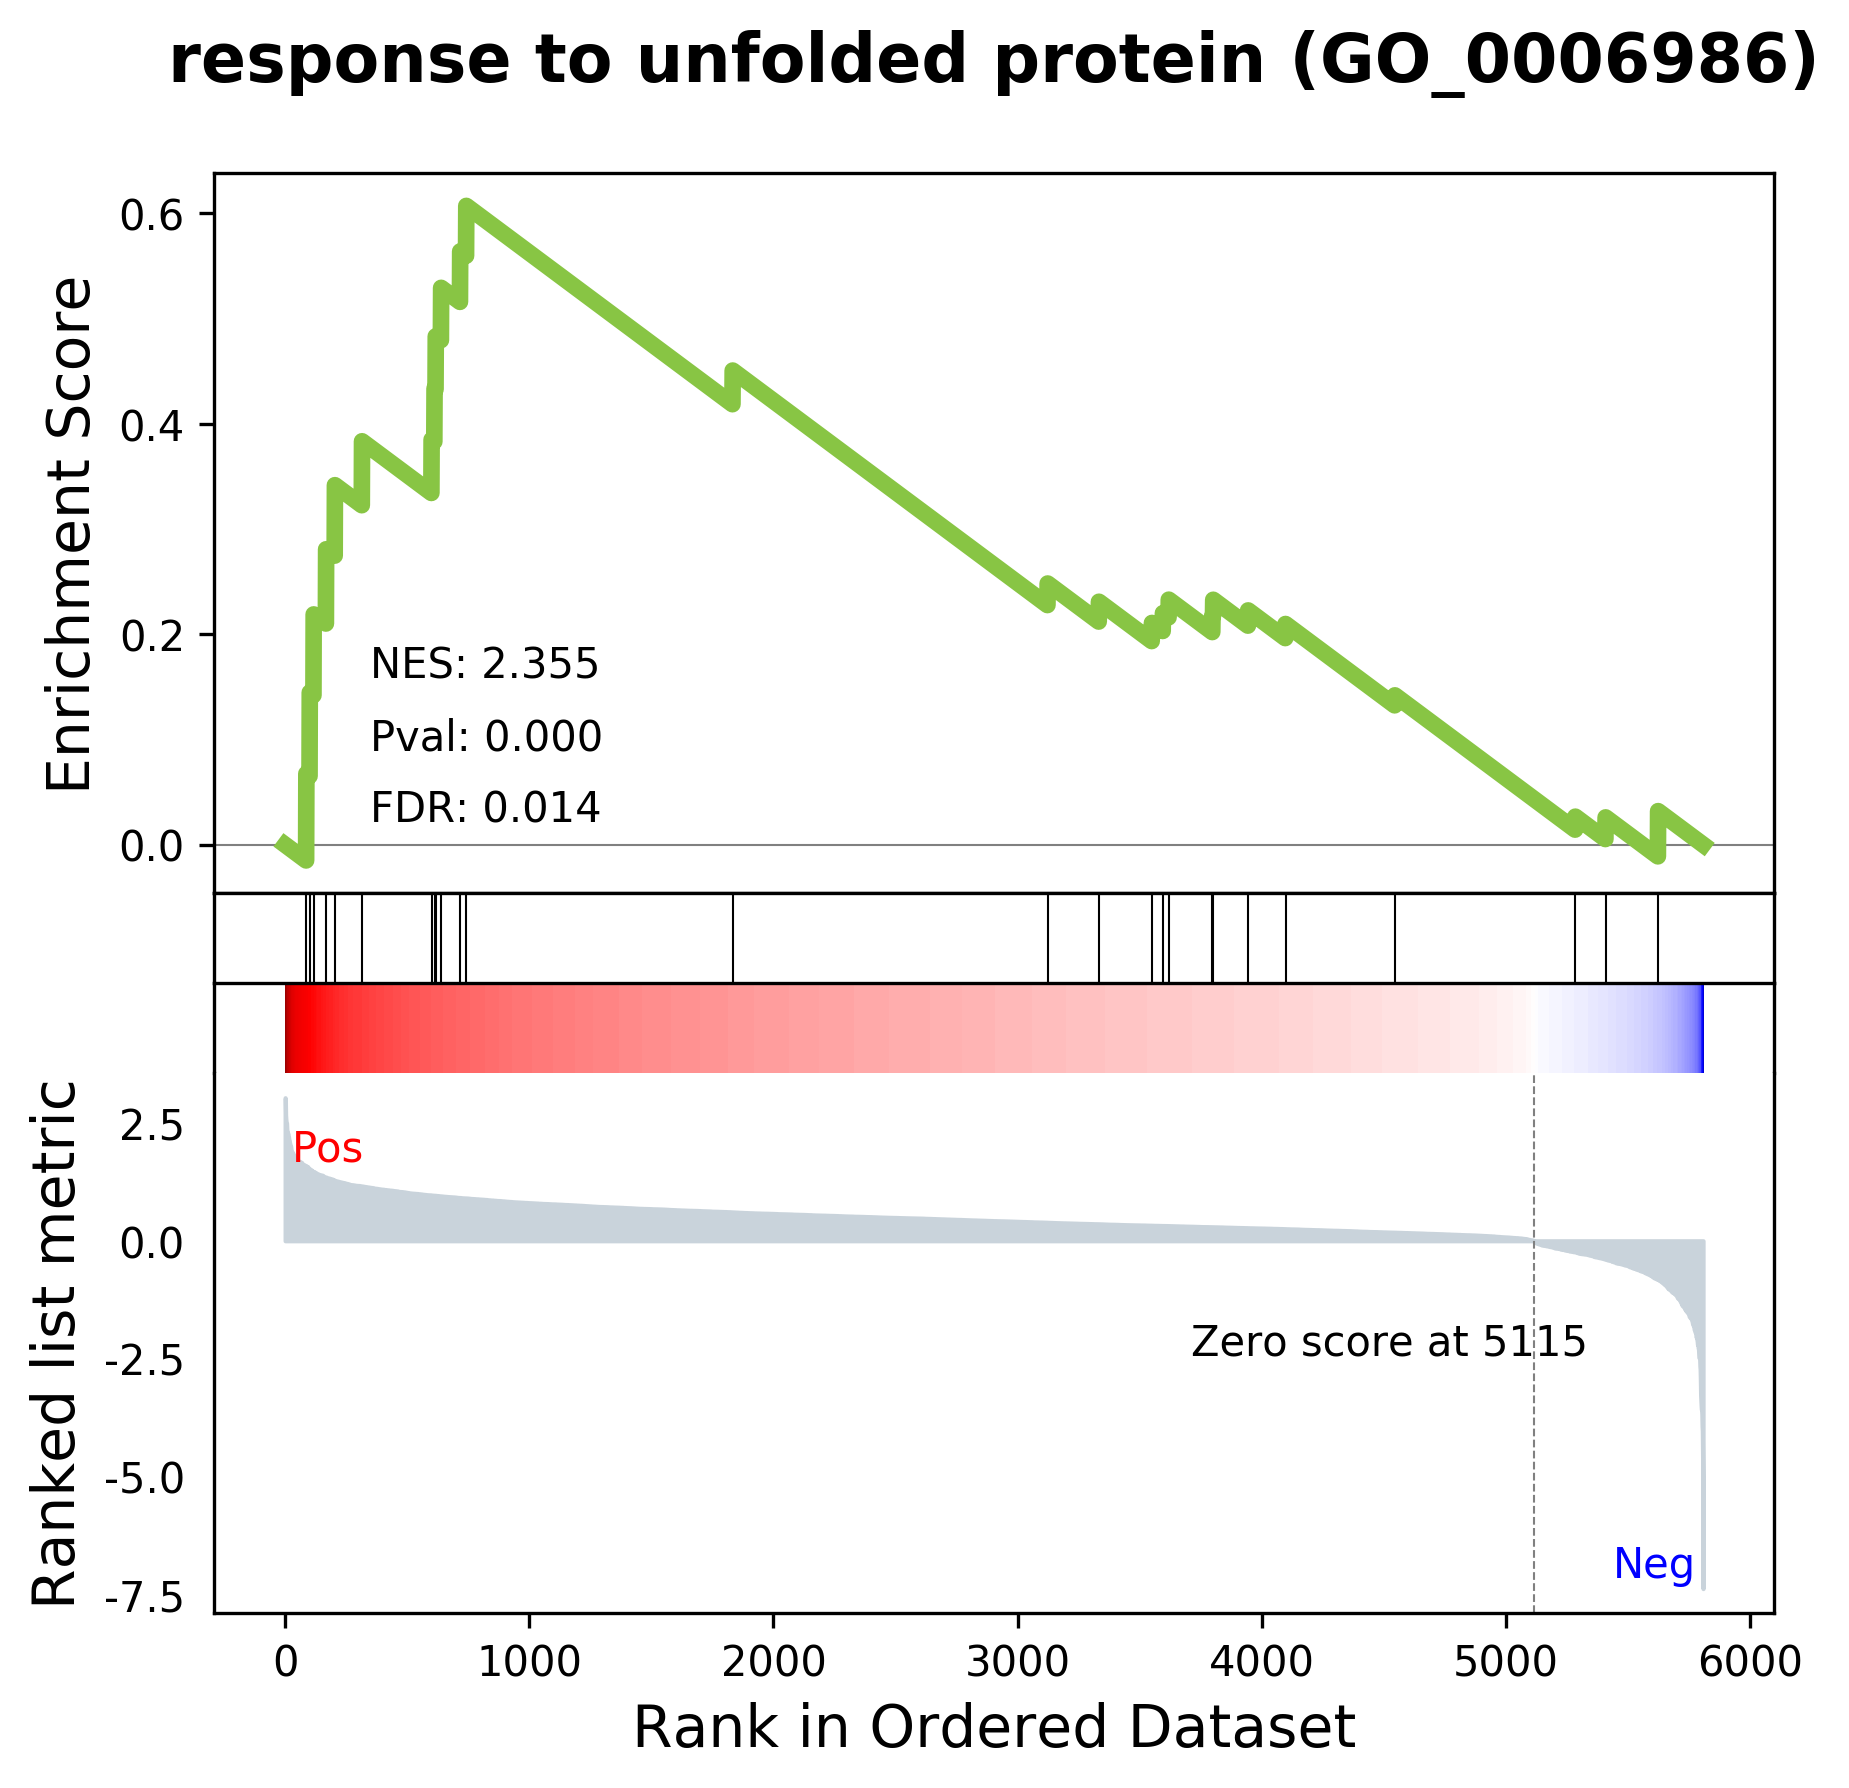 response to unfolded protein (GO_0006986)
Enrichment Score
0.6
0.4
0.2
0.0
NES: 2.355
Pval: 0.000
FDR: 0.014
Ranked list metric
2.5
0.0
-2.5
-5.0
-7.5
Pos
Zero score at 5115
Neg
0 1000 2000 3000 4000 5000 6000
Rank in Ordered Dataset